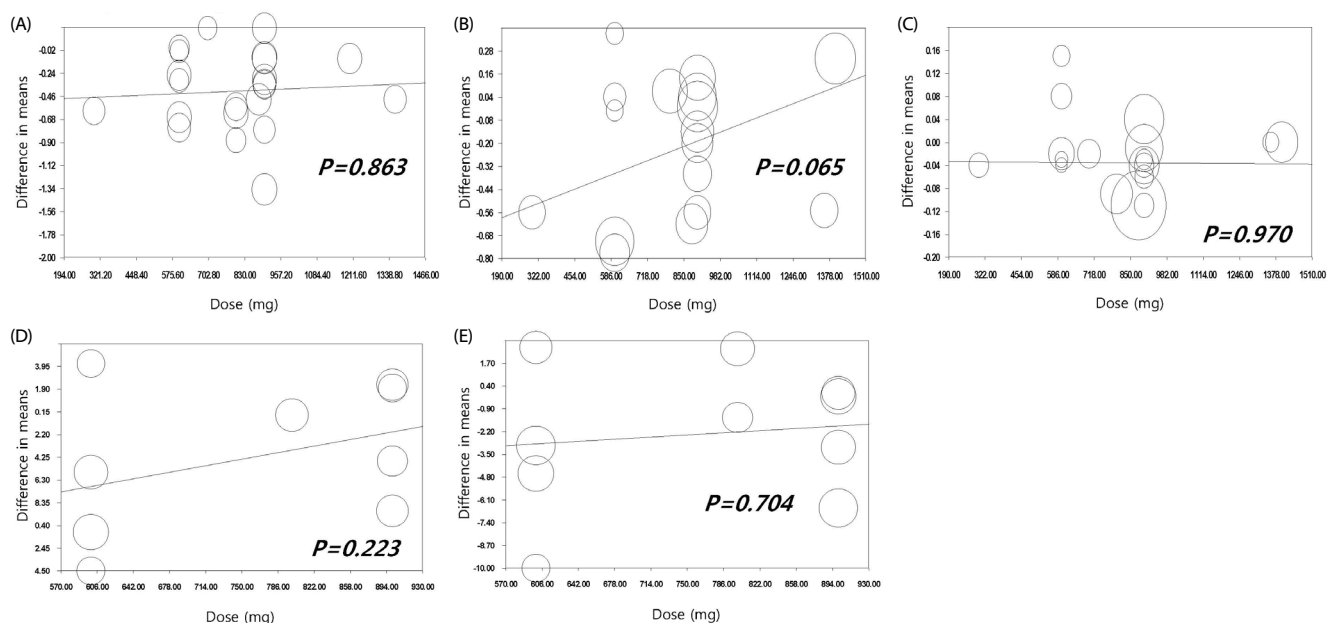 (A)
Difference in means
-0.02
-0.24
-0.46
-0.68
-0.90
-1.12
-1.34
-1.56
-1.78
-2.00
P=0.863
194.00 321.20 448.40 575.60 702.80 830.00 957.20 1084.40 1211.60 1338.80 1466.00
Dose (mg)
(B)
Difference in means
0.28
0.16
0.04
-0.08
-0.20
-0.32
-0.44
-0.56
-0.68
-0.80
P=0.065
190.00 322.00 454.00 586.00 718.00 850.00 982.00 1114.00 1246.00 1378.00 1510.00
Dose (mg)
(C)
Difference in means
0.16
0.12
0.08
0.04
0.00
-0.04
-0.08
-0.12
-0.16
-0.20
P=0.970
190.00 322.00 454.00 586.00 718.00 850.00 982.00 1114.00 1246.00 1378.00 1510.00
Dose (mg)
(D)
Difference in means
3.95
1.90
0.15
2.20
4.25
6.30
8.35
0.40
2.45
4.50
P=0.223
570.00 606.00 642.00 678.00 714.00 750.00 786.00 822.00 858.00 894.00 930.00
Dose (mg)
(E)
Difference in means
1.70
0.40
-0.90
-2.20
-3.50
-4.80
-6.10
-7.40
-8.70
-10.00
P=0.704
570.00 606.00 642.00 678.00 714.00 750.00 786.00 822.00 858.00 894.00 930.00
Dose (mg)